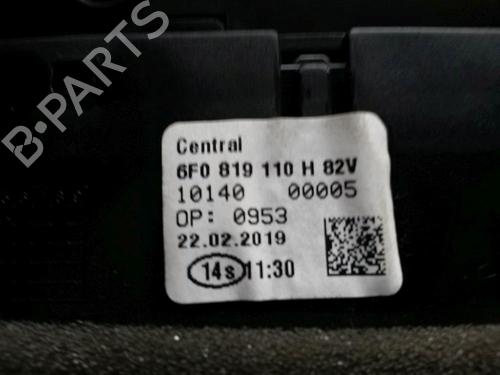 B-PARTS
Central
6F0 819 110 H 82V
10140 00005
OP: 0953
22.02.2019
14s 11:30